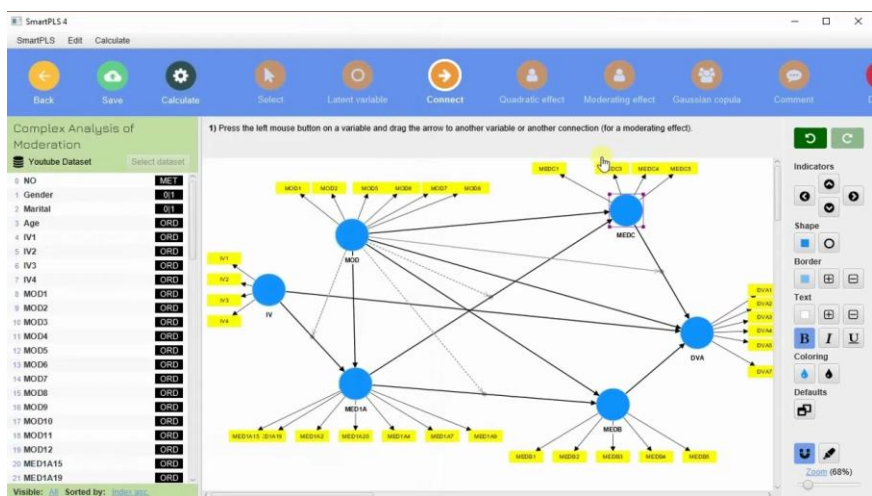 SmartPLS 4
SmartPLS Edit Calculate
Back Save Calculate Select Latent variable Connect Quadratic effect Moderating effect Gaussian copula Comment
Complex Analysis of
Moderation
Youtube Dataset Select dataset
1) Press the left mouse button on a variable and drag the arrow to another variable or another connection (for a moderating effect).
0 NO MET
1 Gender 0|1
2 Marital 0|1
3 Age ORD
4 IV1 ORD
5 IV2 ORD
6 IV3 ORD
7 IV4 ORD
8 MOD1 ORD
9 MOD2 ORD
10 MOD3 ORD
11 MOD4 ORD
12 MOD5 ORD
13 MOD6 ORD
14 MOD7 ORD
15 MOD8 ORD
16 MOD9 ORD
17 MOD10 ORD
18 MOD11 ORD
19 MOD12 ORD
20 MED1A15 ORD
21 MED1A19 ORD
Visible: All Sorted by: Index asc.
MEDC1 MEDC4 MEDC5
MOD1 MOD2 MOD7
MEDC
MOD
IV1
IV2
IV3
IV4
IV
DVA1
DVA2
DVA3
DVA4
DVA5
DVA7
DVA
MED1A
MED1A15 MED1A2 MED1A20 MED1A4 MED1A7
MEDB
MEDB1 MEDB2 MEDB3 MEDB4 MEDB5
Indicators
Shape
Border
Text
B I U
Coloring
Defaults
Zoom (68%)